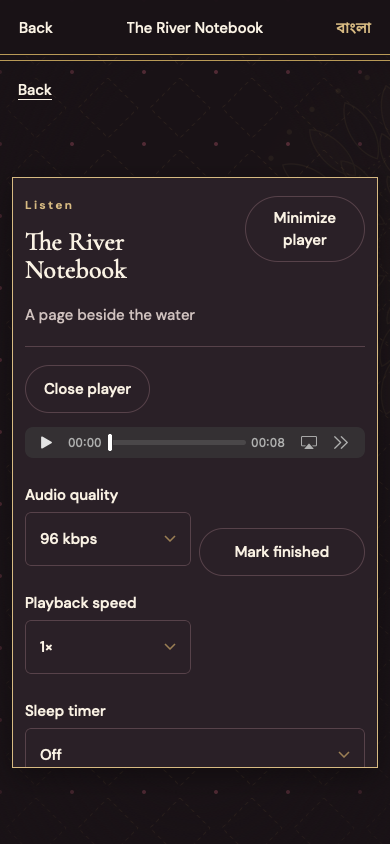 Back
The River Notebook
বাংলা
Back
Listen
The River
Notebook
Minimize
player
A page beside the water
Close player
00:00
00:08
Audio quality
96 kbps
Mark finished
Playback speed
1×
Sleep timer
Off